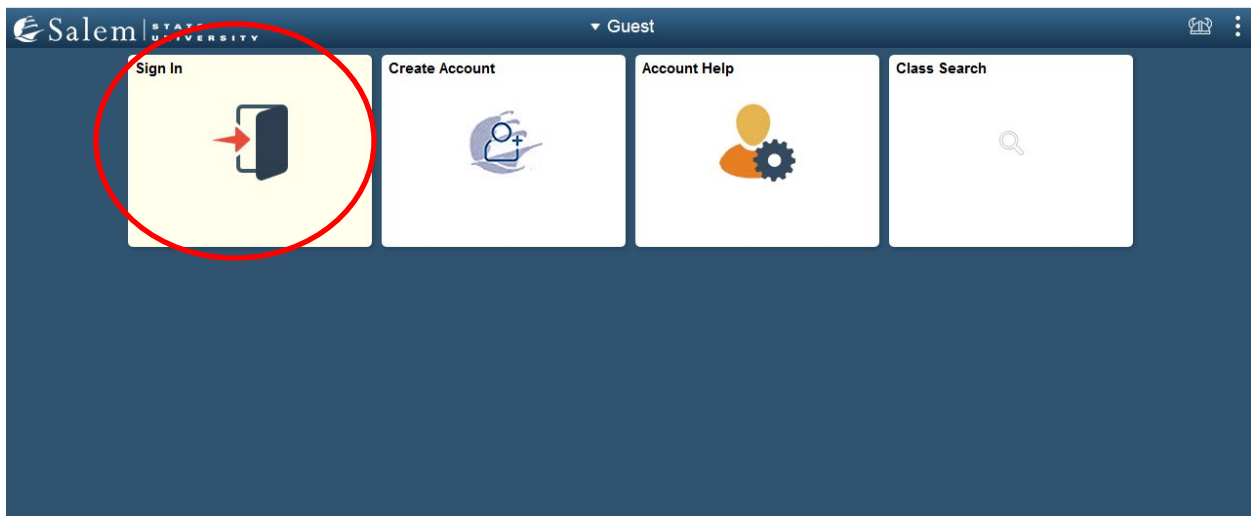 Salem STATE
UNIVERSITY
Guest
Sign In
Create Account
Account Help
Class Search